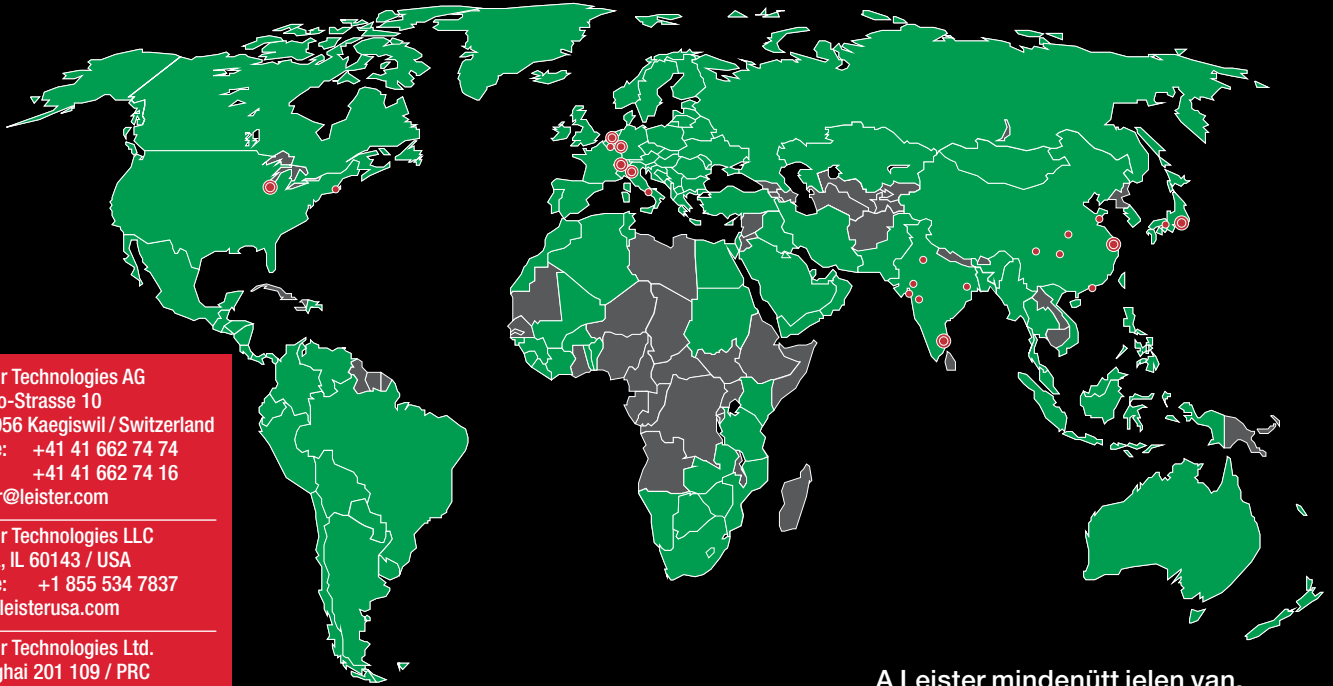 r Technologies AG
o-Strasse 10
056 Kaegiswil / Switzerland
e: +41 41 662 74 74
+41 41 662 74 16
r@leister.com
r Technologies LLC
, IL 60143 / USA
e: +1 855 534 7837
leisterusa.com
r Technologies Ltd.
ghai 201 109 / PRC
A Leister mindenütt jelen van.